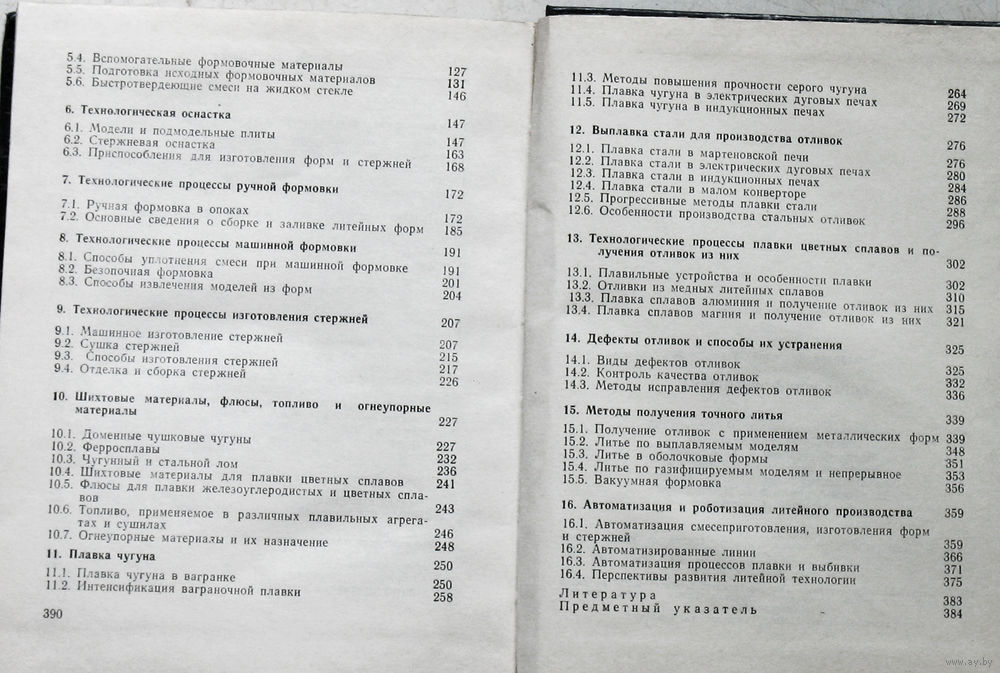 5.4. Вспомогательные формовочные материалы 127
5.5. Подготовка исходных формовочных материалов 131
5.6. Быстротвердеющие смеси на жидком стекле 146
6. Технологическая оснастка 147
6.1. Модели и подмодельные плиты 147
6.2. Стержневая оснастка 163
6.3. Приспособления для изготовления форм и стержней 168
7. Технологические процессы ручной формовки 172
7.1. Ручная формовка в опоках 172
7.2. Основные сведения о сборке и заливке литейных форм 185
8. Технологические процессы машинной формовки 191
8.1. Способы уплотнения смеси при машинной формовке 191
8.2. Безопочная формовка 201
8.3. Способы извлечения моделей из форм 204
9. Технологические процессы изготовления стержней 207
9.1. Машинное изготовление стержней 207
9.2. Сушка стержней 215
9.3. Способы изготовления стержней 217
9.4. Отделка и сборка стержней 226
10. Шихтовые материалы, флюсы, топливо и огнеупорные
материалы 227
10.1. Доменные чушковые чугуны 227
10.2. Ферросплавы 232
10.3. Чугунный и стальной лом 236
10.4. Шихтовые материалы для плавки цветных сплавов 241
10.5. Флюсы для плавки железоуглеродистых и цветных спла-
вов 243
10.6. Топливо, применяемое в различных плавильных агрега-
тах и сушилах 246
10.7. Огнеупорные материалы и их назначение 248
11. Плавка чугуна 250
11.1. Плавка чугуна в вагранке 250
11.2. Интенсификация ваграночной плавки 258
390
11.3. Методы повышения прочности серого чугуна 264
11.4. Плавка чугуна в электрических дуговых печах 269
11.5. Плавка чугуна в индукционных печах 272
12. Выплавка стали для производства отливок 276
12.1. Плавка стали в мартеновской печи 276
12.2. Плавка стали в электрических дуговых печах 280
12.3. Плавка стали в индукционных печах 284
12.4. Плавка стали в малом конверторе 286
12.5. Прогрессивные методы плавки стали 288
12.6. Особенности производства стальных отливок 296
13. Технологические процессы плавки цветных сплавов и по-
лучения отливок из них 302
13.1. Плавильные устройства и особенности плавки 302
13.2. Отливки из медных литейных сплавов 310
13.3. Плавка сплавов алюминия и получение отливок из них 315
13.4. Плавка сплавов магния и получение отливок из них 321
14. Дефекты отливок и способы их устранения 325
14.1. Виды дефектов отливок 325
14.2. Контроль качества отливок 332
14.3. Методы исправления дефектов отливок 336
15. Методы получения точного литья 339
15.1. Получение отливок с применением металлических форм 339
15.2. Литье по выплавляемым моделям 348
15.3. Литье в оболочковые формы 351
15.4. Литье по газифицируемым моделям и непрерывное 353
15.5. Вакуумная формовка 356
16. Автоматизация и роботизация литейного производства 359
16.1. Автоматизация смесеприготовления, изготовления форм
и стержней 359
16.2. Автоматизированные линии 366
16.3. Автоматизация процессов плавки и выбивки 371
16.4. Перспективы развития литейной технологии 375
Литература 383
Предметный указатель 384
www.ay.by